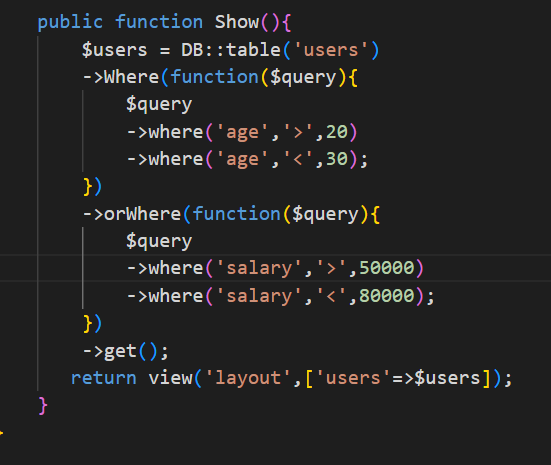 public function Show(){
$users = DB::table('users')
->Where(function($query){
$query
->where('age','>',20)
->where('age','<',30);
})
->orWhere(function($query){
$query
->where('salary','>',50000)
->where('salary','<',80000);
})
->get();
return view('layout',['users'=>$users]);
}